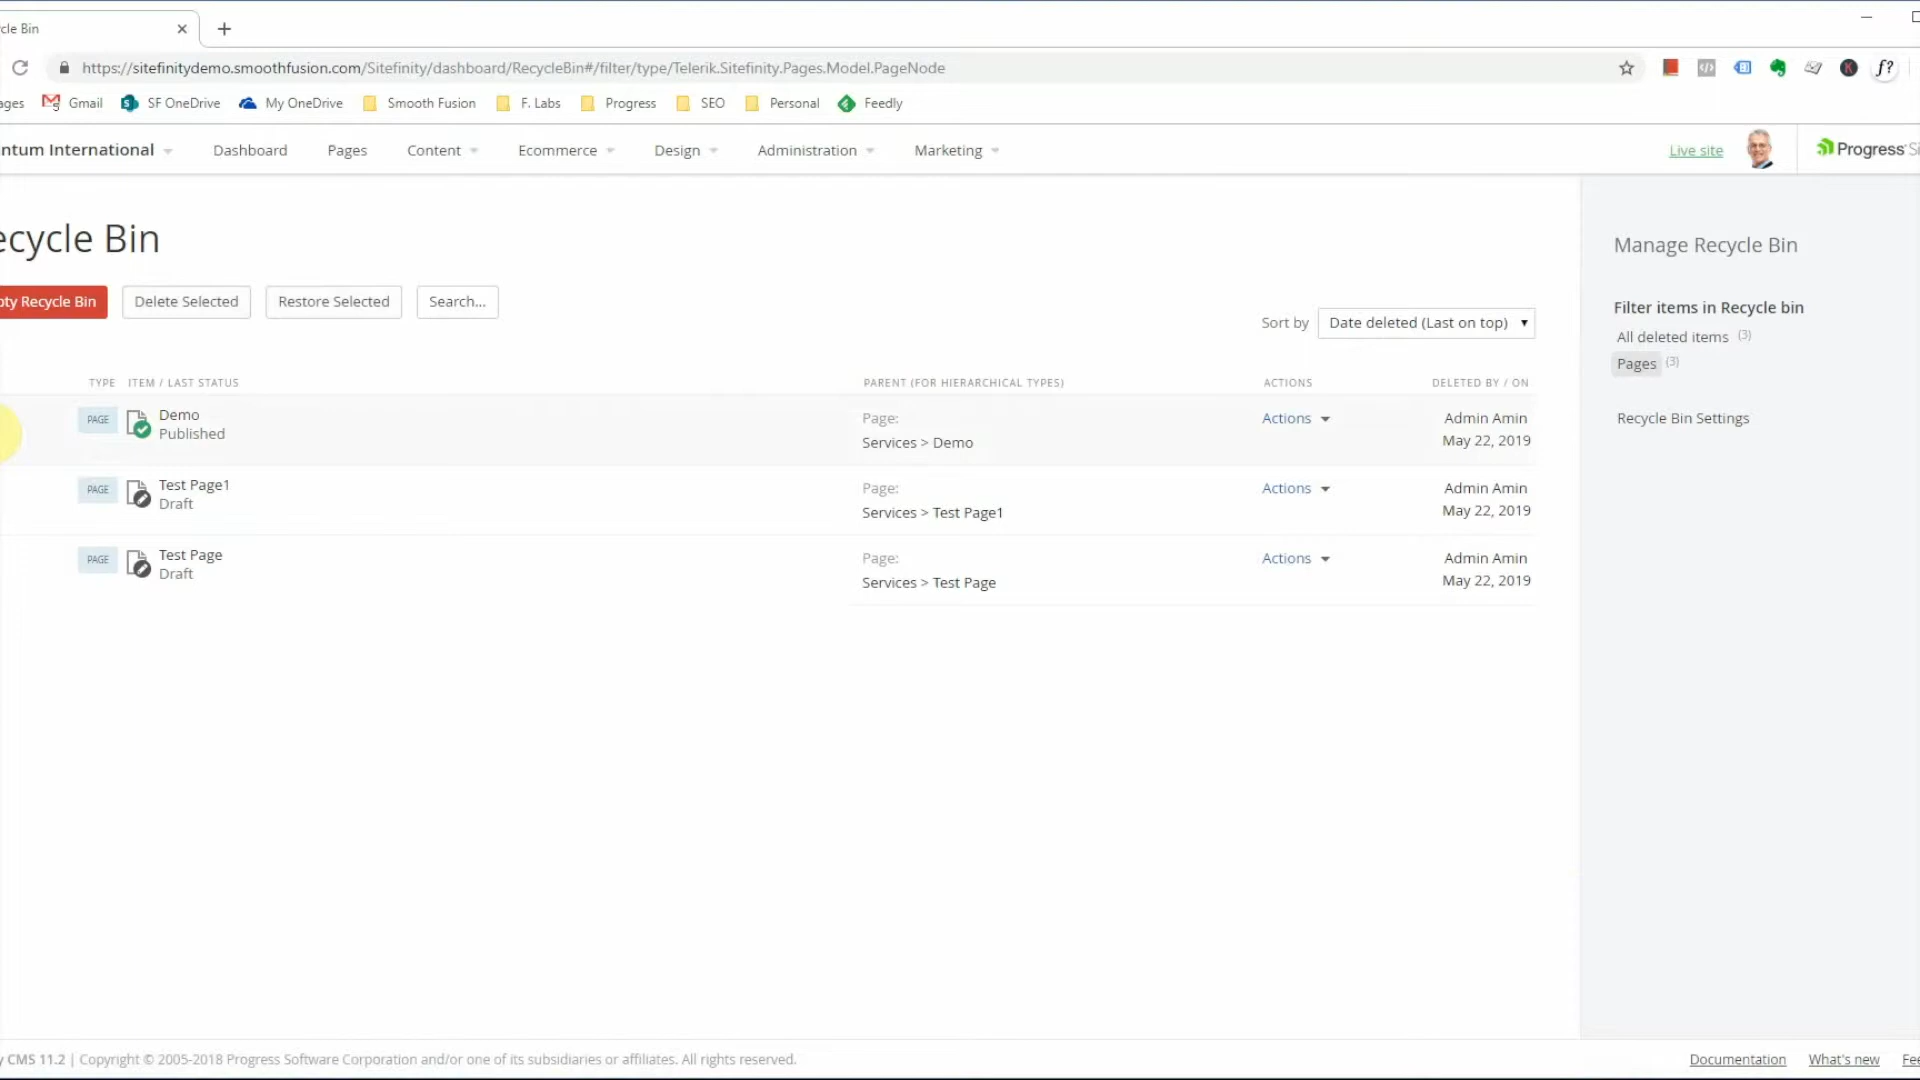 cle Bin
https://sitefinitydemo.smoothfusion.com/Sitefinity/dashboard/RecycleBin#/filter/type/Telerik.Sitefinity.Pages.Model.PageNode
f?
ages Gmail SF OneDrive My OneDrive Smooth Fusion F. Labs Progress SEO Personal Feedly
ntum International Dashboard Pages Content Ecommerce Design Administration Marketing Live site Progress Si
ecycle Bin
Manage Recycle Bin
pty Recycle Bin Delete Selected Restore Selected Search...
Sort by Date deleted (Last on top)
Filter items in Recycle bin
All deleted items (3)
Pages (3)
Recycle Bin Settings
TYPE ITEM / LAST STATUS PARENT (FOR HIERARCHICAL TYPES) ACTIONS DELETED BY / ON
PAGE Demo Page: Actions Admin Amin
Published Services > Demo May 22, 2019
PAGE Test Page1 Page: Actions Admin Amin
Draft Services > Test Page1 May 22, 2019
PAGE Test Page Page: Actions Admin Amin
Draft Services > Test Page May 22, 2019
y CMS 11.2 | Copyright © 2005-2018 Progress Software Corporation and/or one of its subsidiaries or affiliates. All rights reserved. Documentation What's new Fee